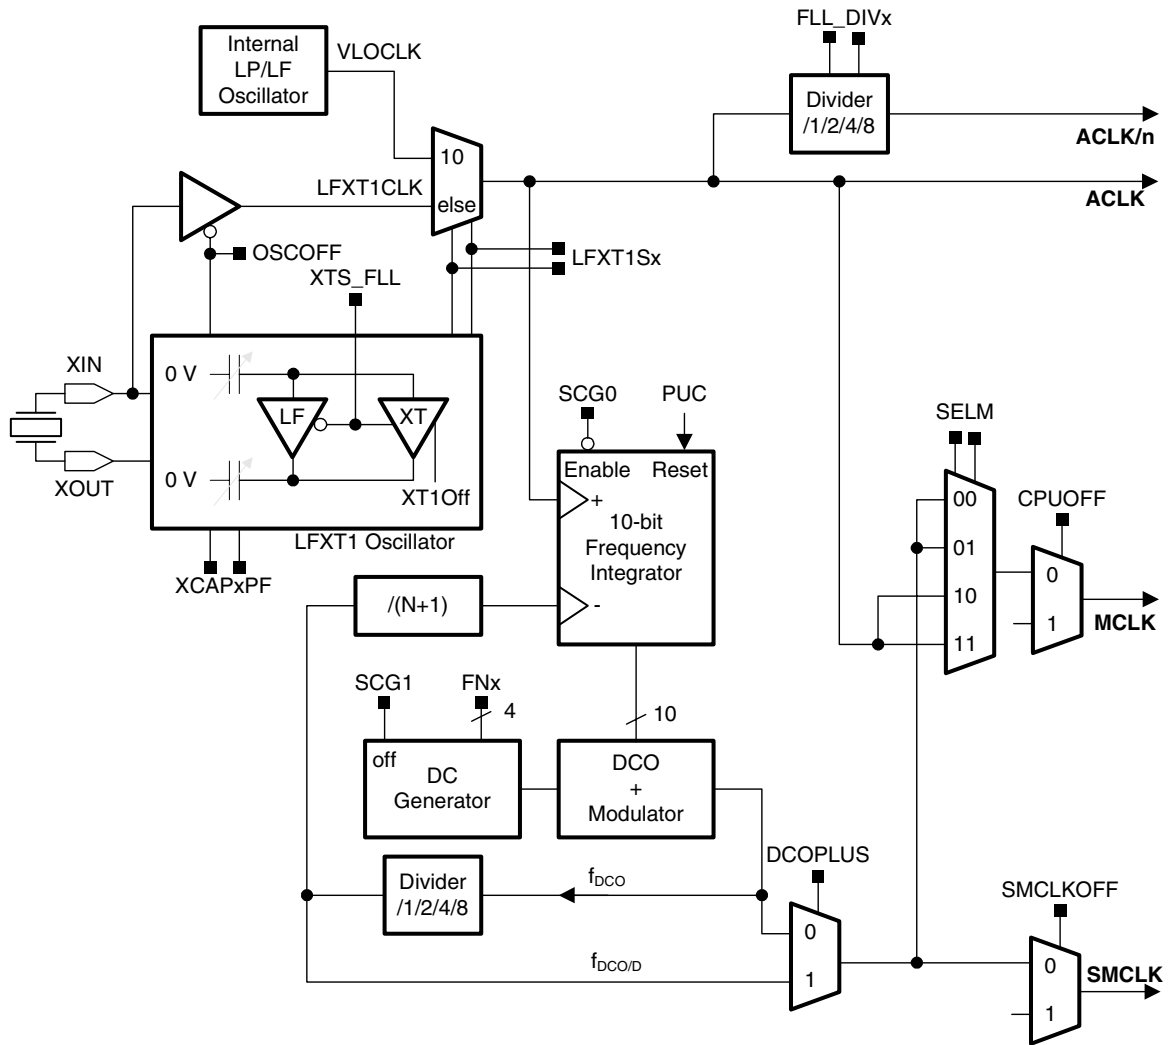 FLL_DIVx
Internal
LP/LF
Oscillator
VLOCLK
Divider
/1/2/4/8
ACLK/n
10
LFXT1CLK
else
ACLK
OSCOFF
LFXT1Sx
XTS_FLL
XIN
0 V
LF
XT
0 V
XOUT
XT1Off
LFXT1 Oscillator
XCAPxPF
SCG0
PUC
Enable
Reset
+
10-bit
Frequency
Integrator
-
/(N+1)
SELM
00
01
10
11
CPUOFF
0
1
MCLK
SCG1
FNx
4
10
off
DC
Generator
DCO
+
Modulator
DCOPLUS
Divider
/1/2/4/8
fDCO
fDCO/D
0
1
SMCLKOFF
0
1
SMCLK